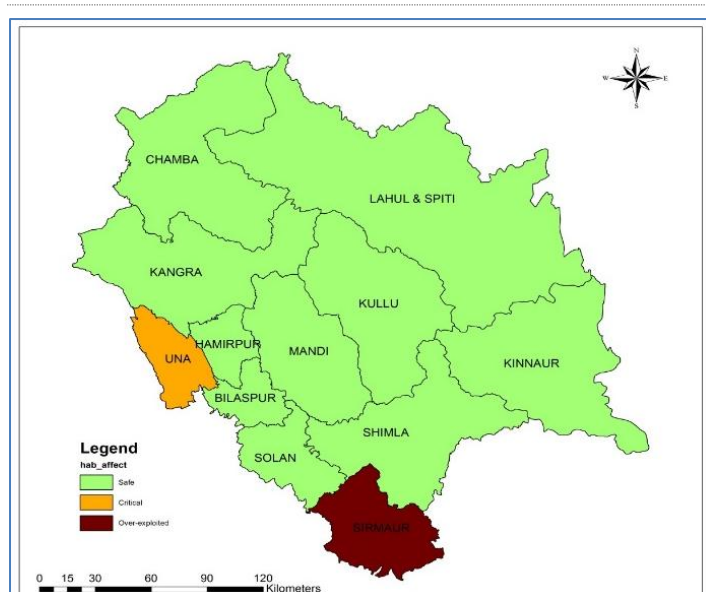 N
W E
S
CHAMBA
LAHUL & SPITI
KANGRA
KULLU
HAMIRPUR
MANDI
UNA
KINNAUR
BILASPUR
SHIMLA
SOLAN
SIRMAUR
Legend
hab_affect
Safe
Critical
Over-exploited
0 15 30 60 90 120
Kilometers